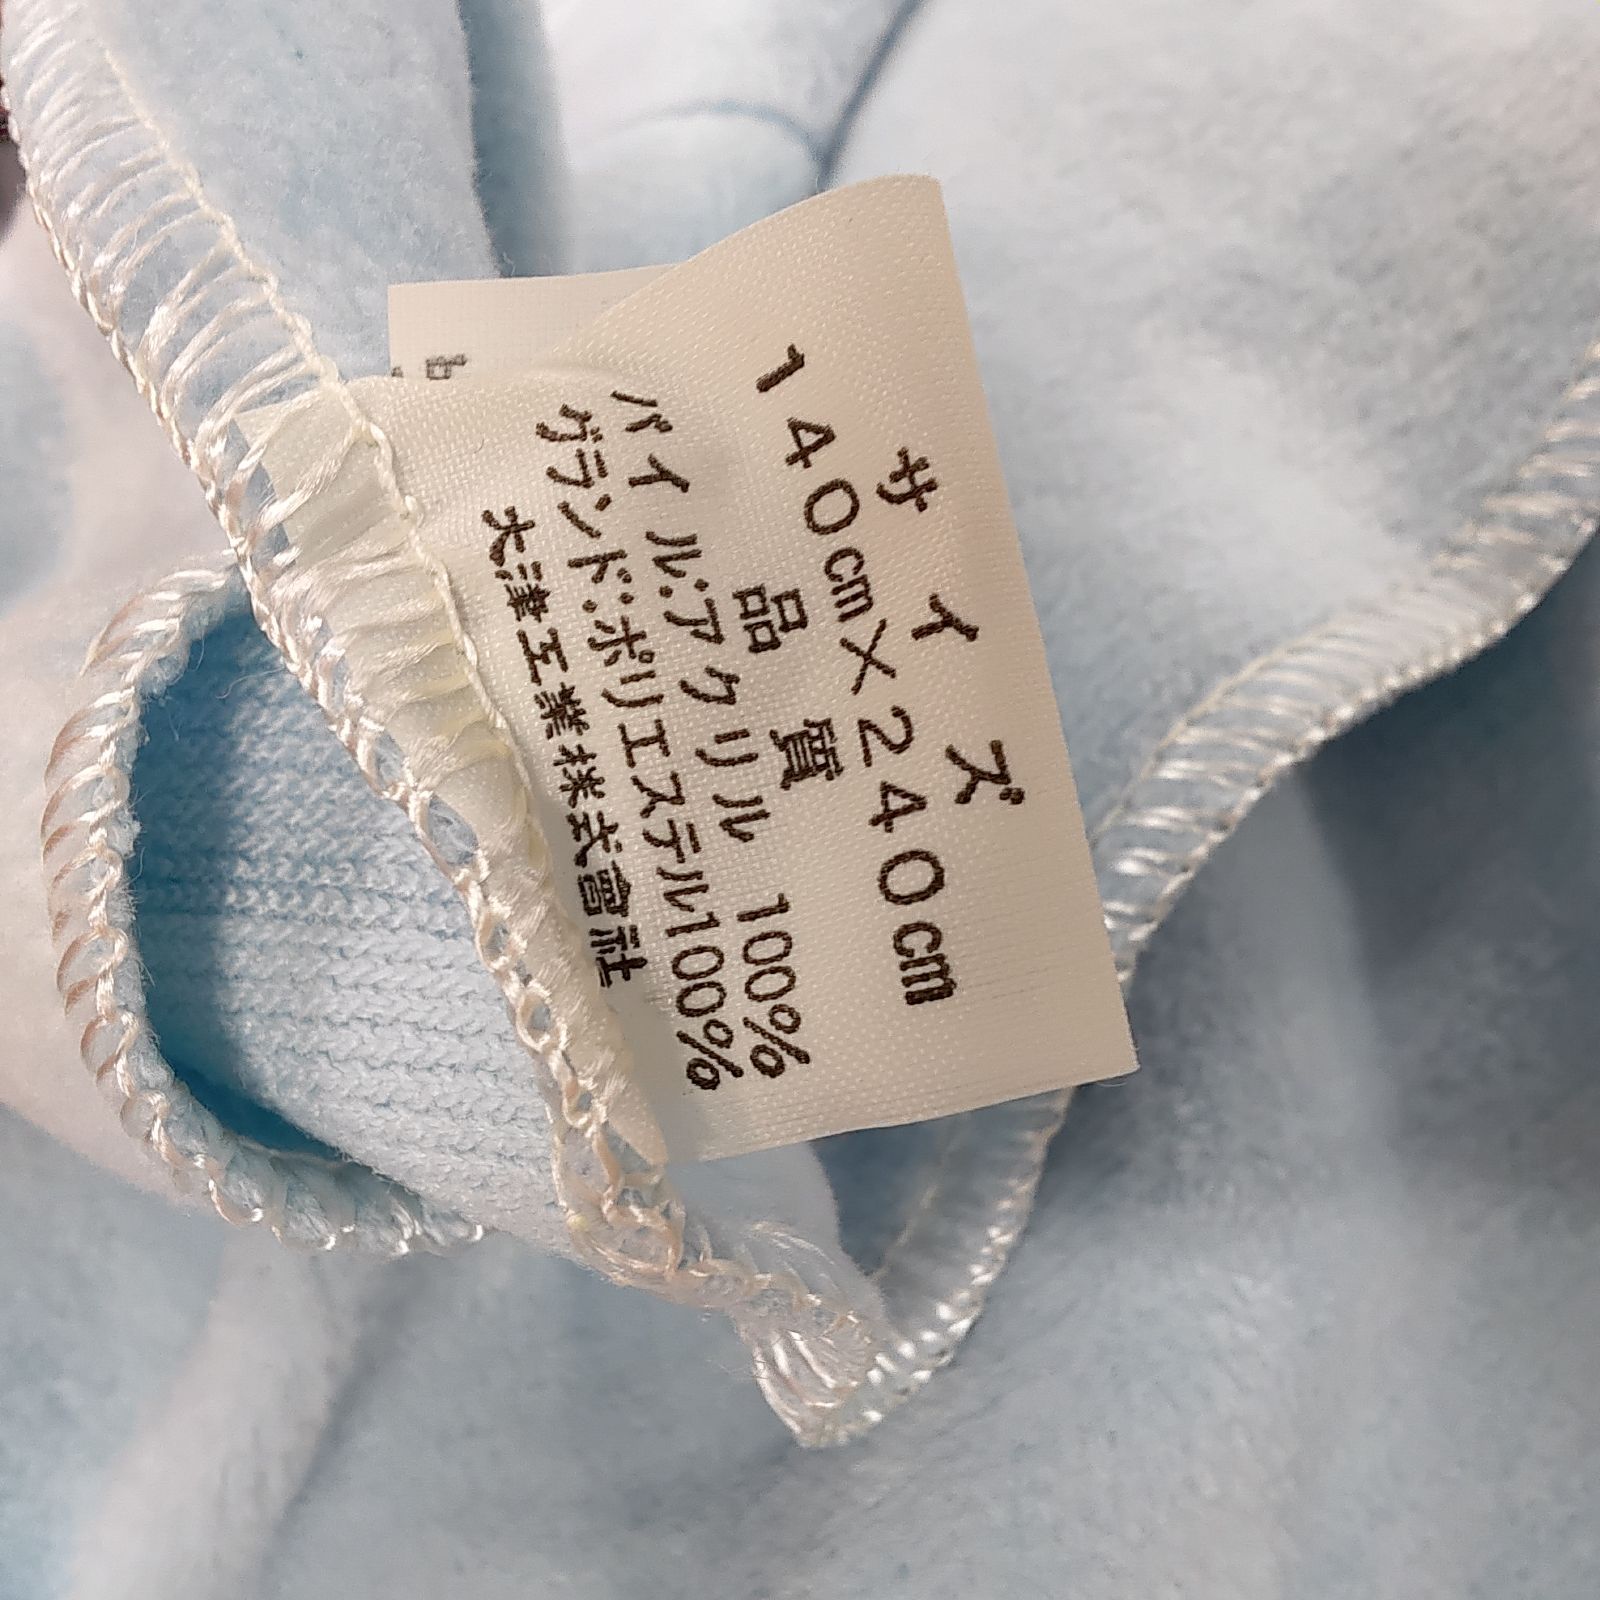 サイズ
140cm×240cm
品質
パイル:アクリル 100%
グランド:ポリエステル100%
大津工業株式會社